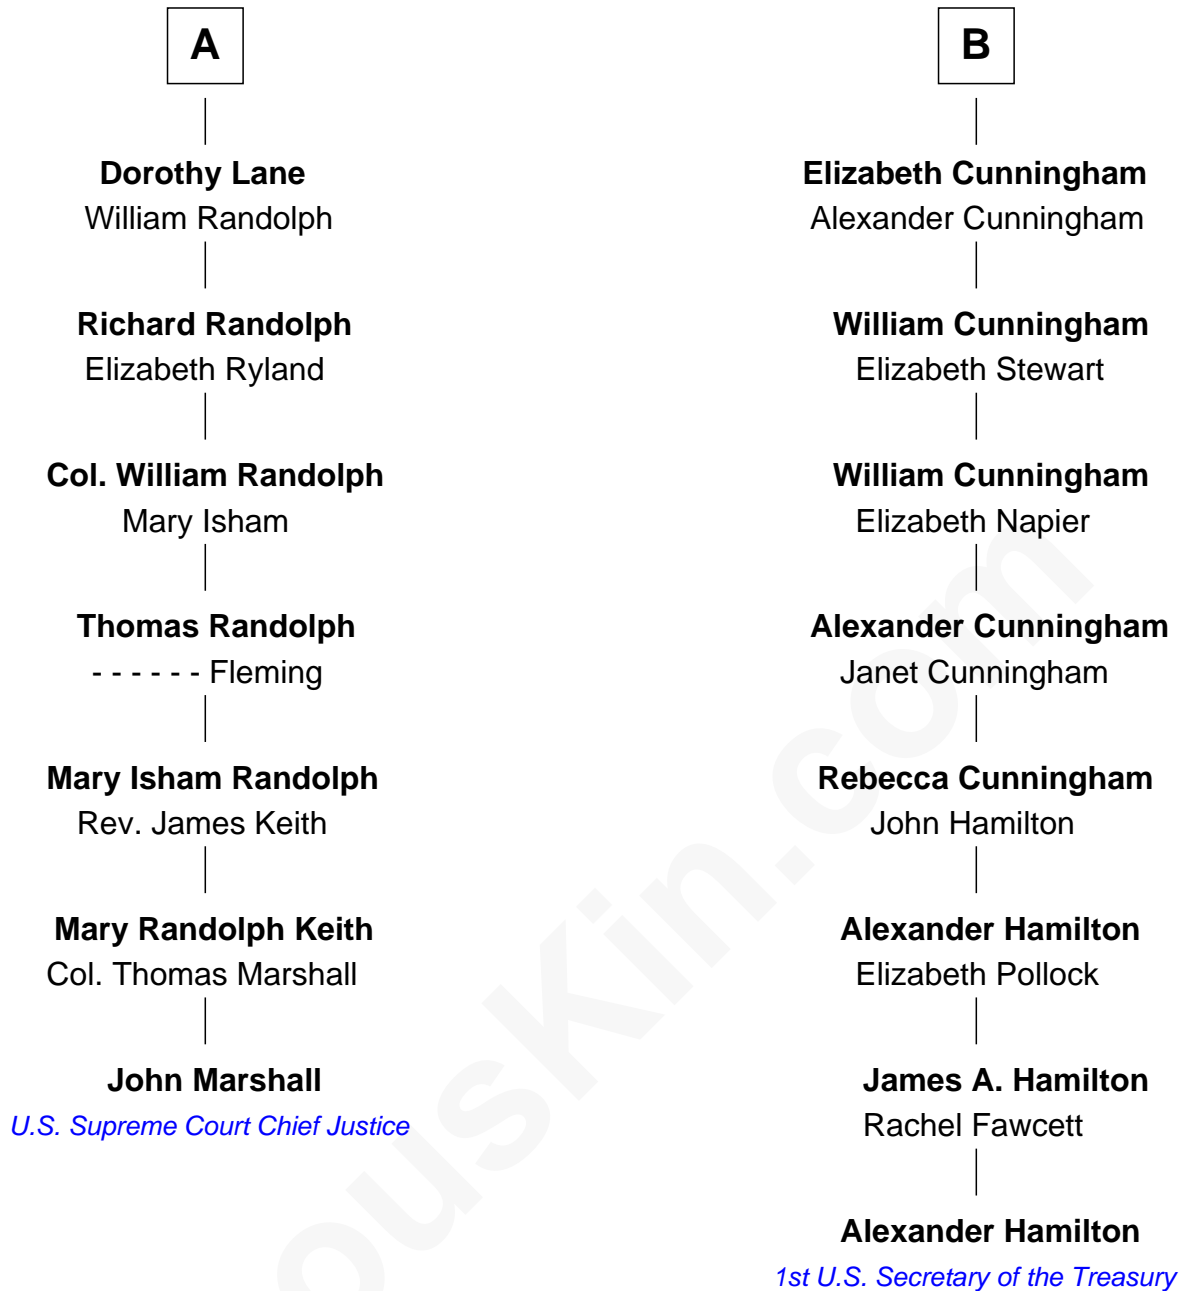 A
Dorothy Lane
William Randolph
Richard Randolph
Elizabeth Ryland
Col. William Randolph
Mary Isham
Thomas Randolph
- - - - - - Fleming
Mary Isham Randolph
Rev. James Keith
Mary Randolph Keith
Col. Thomas Marshall
John Marshall
U.S. Supreme Court Chief Justice
B
Elizabeth Cunningham
Alexander Cunningham
William Cunningham
Elizabeth Stewart
William Cunningham
Elizabeth Napier
Alexander Cunningham
Janet Cunningham
Rebecca Cunningham
John Hamilton
Alexander Hamilton
Elizabeth Pollock
James A. Hamilton
Rachel Fawcett
Alexander Hamilton
1st U.S. Secretary of the Treasury
ousKin.com